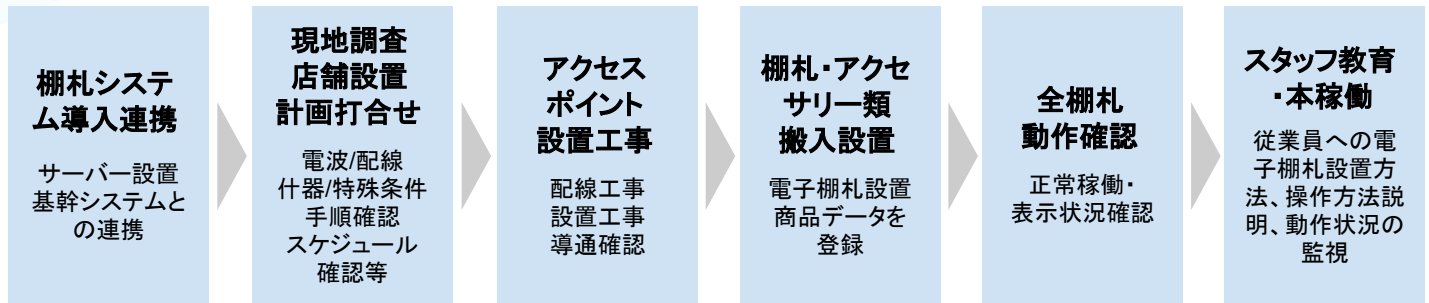 棚札システ
ム導入連携
サーバー設置
基幹システムと
の連携
現地調査
店舗設置
計画打合せ
電波/配線
什器/特殊条件
手順確認
スケジュール
確認等
アクセス
ポイント
設置工事
配線工事
設置工事
導通確認
棚札・アクセ
サリー類
搬入設置
電子棚札設置
商品データを
登録
全棚札
動作確認
正常稼働・
表示状況確認
スタッフ教育
・本稼働
従業員への電
子棚札設置方
法、操作方法説
明、動作状況の
監視